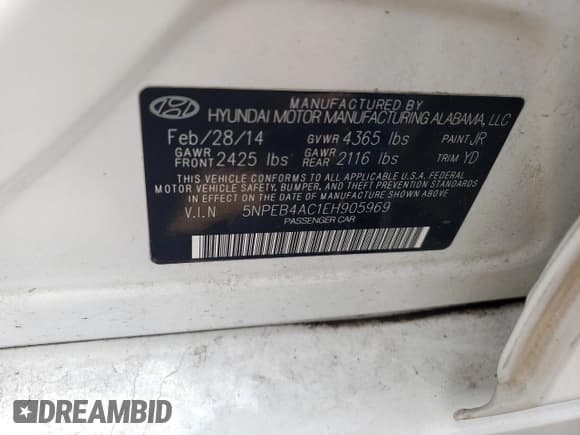 MANUFACTURED BY
HYUNDAI MOTOR MANUFACTURING ALABAMA, LLC
Feb/28/14 GVWR 4365 lbs PAINT JR
GAWR FRONT 2425 lbs GAWR REAR 2116 lbs TRIM YD
THIS VEHICLE CONFORMS TO ALL APPLICABLE U.S.A. FEDERAL
MOTOR VEHICLE SAFETY, BUMPER, AND THEFT PREVENTION STANDARDS
IN EFFECT ON THE DATE OF MANUFACTURE SHOWN ABOVE.
V.I.N 5NPEB4AC1EH905969
PASSENGER CAR
DREAMBID